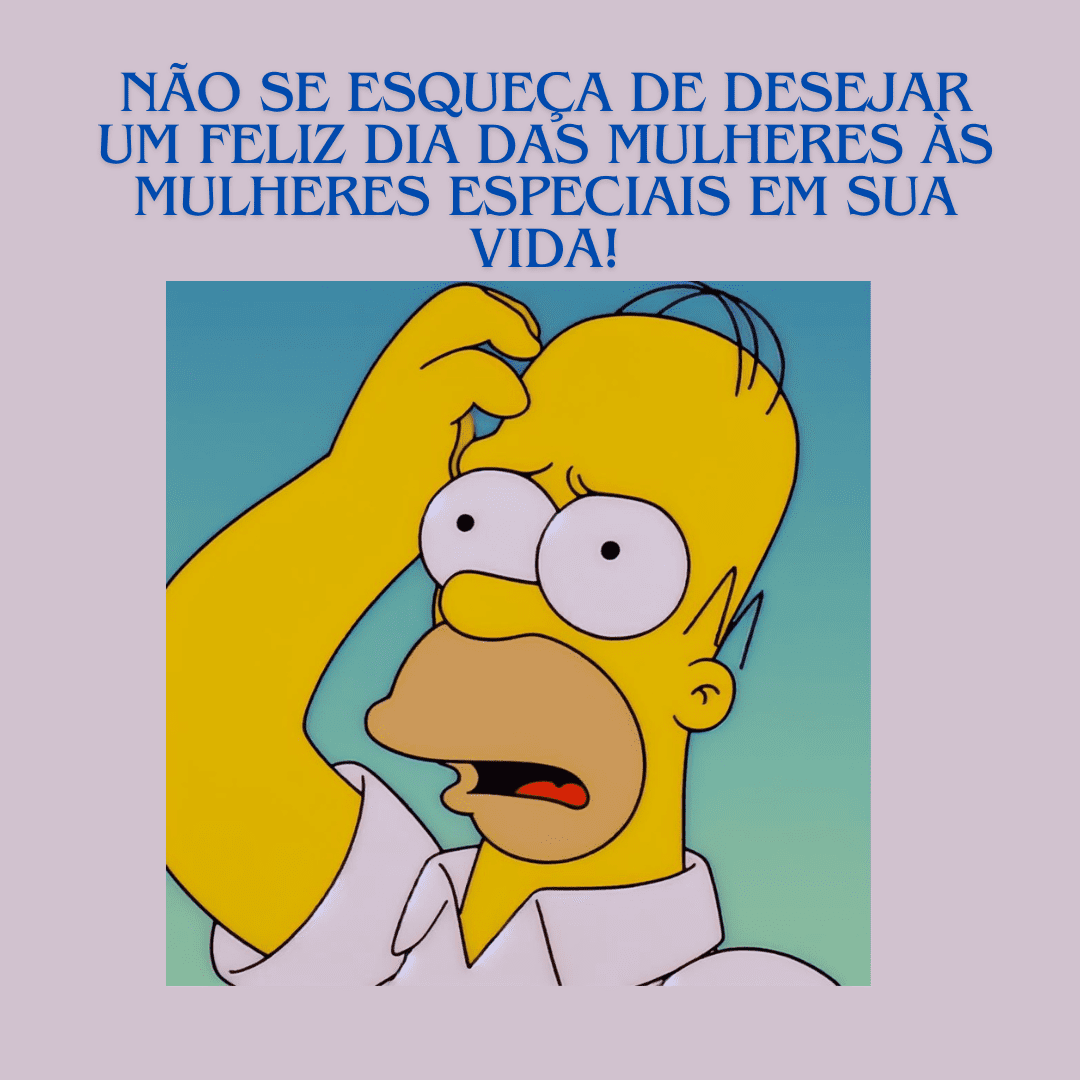 NÃO SE ESQUEÇA DE DESEJAR
UM FELIZ DIA DAS MULHERES ÀS
MULHERES ESPECIAIS EM SUA
VIDA!